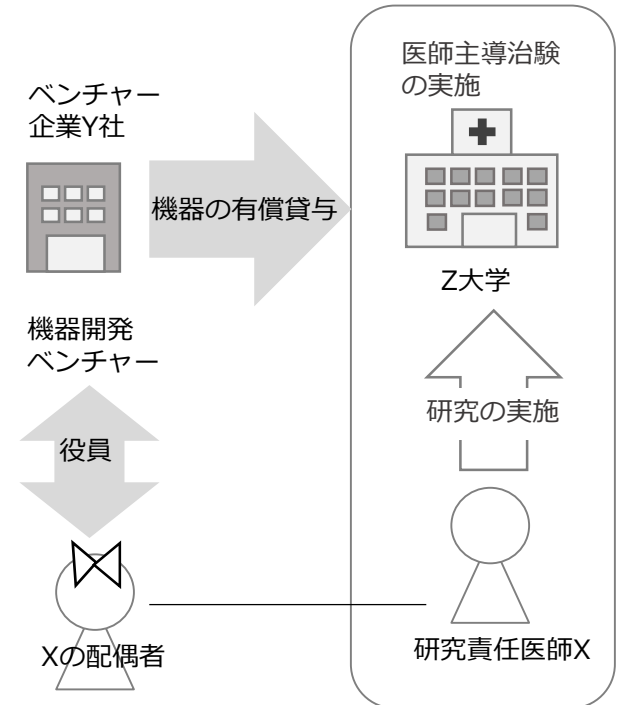 医師主導治験
の実施
ベンチャー
企業Y社
機器の有償貸与
Z大学
機器開発
ベンチャー
研究の実施
役員
Xの配偶者
研究責任医師X